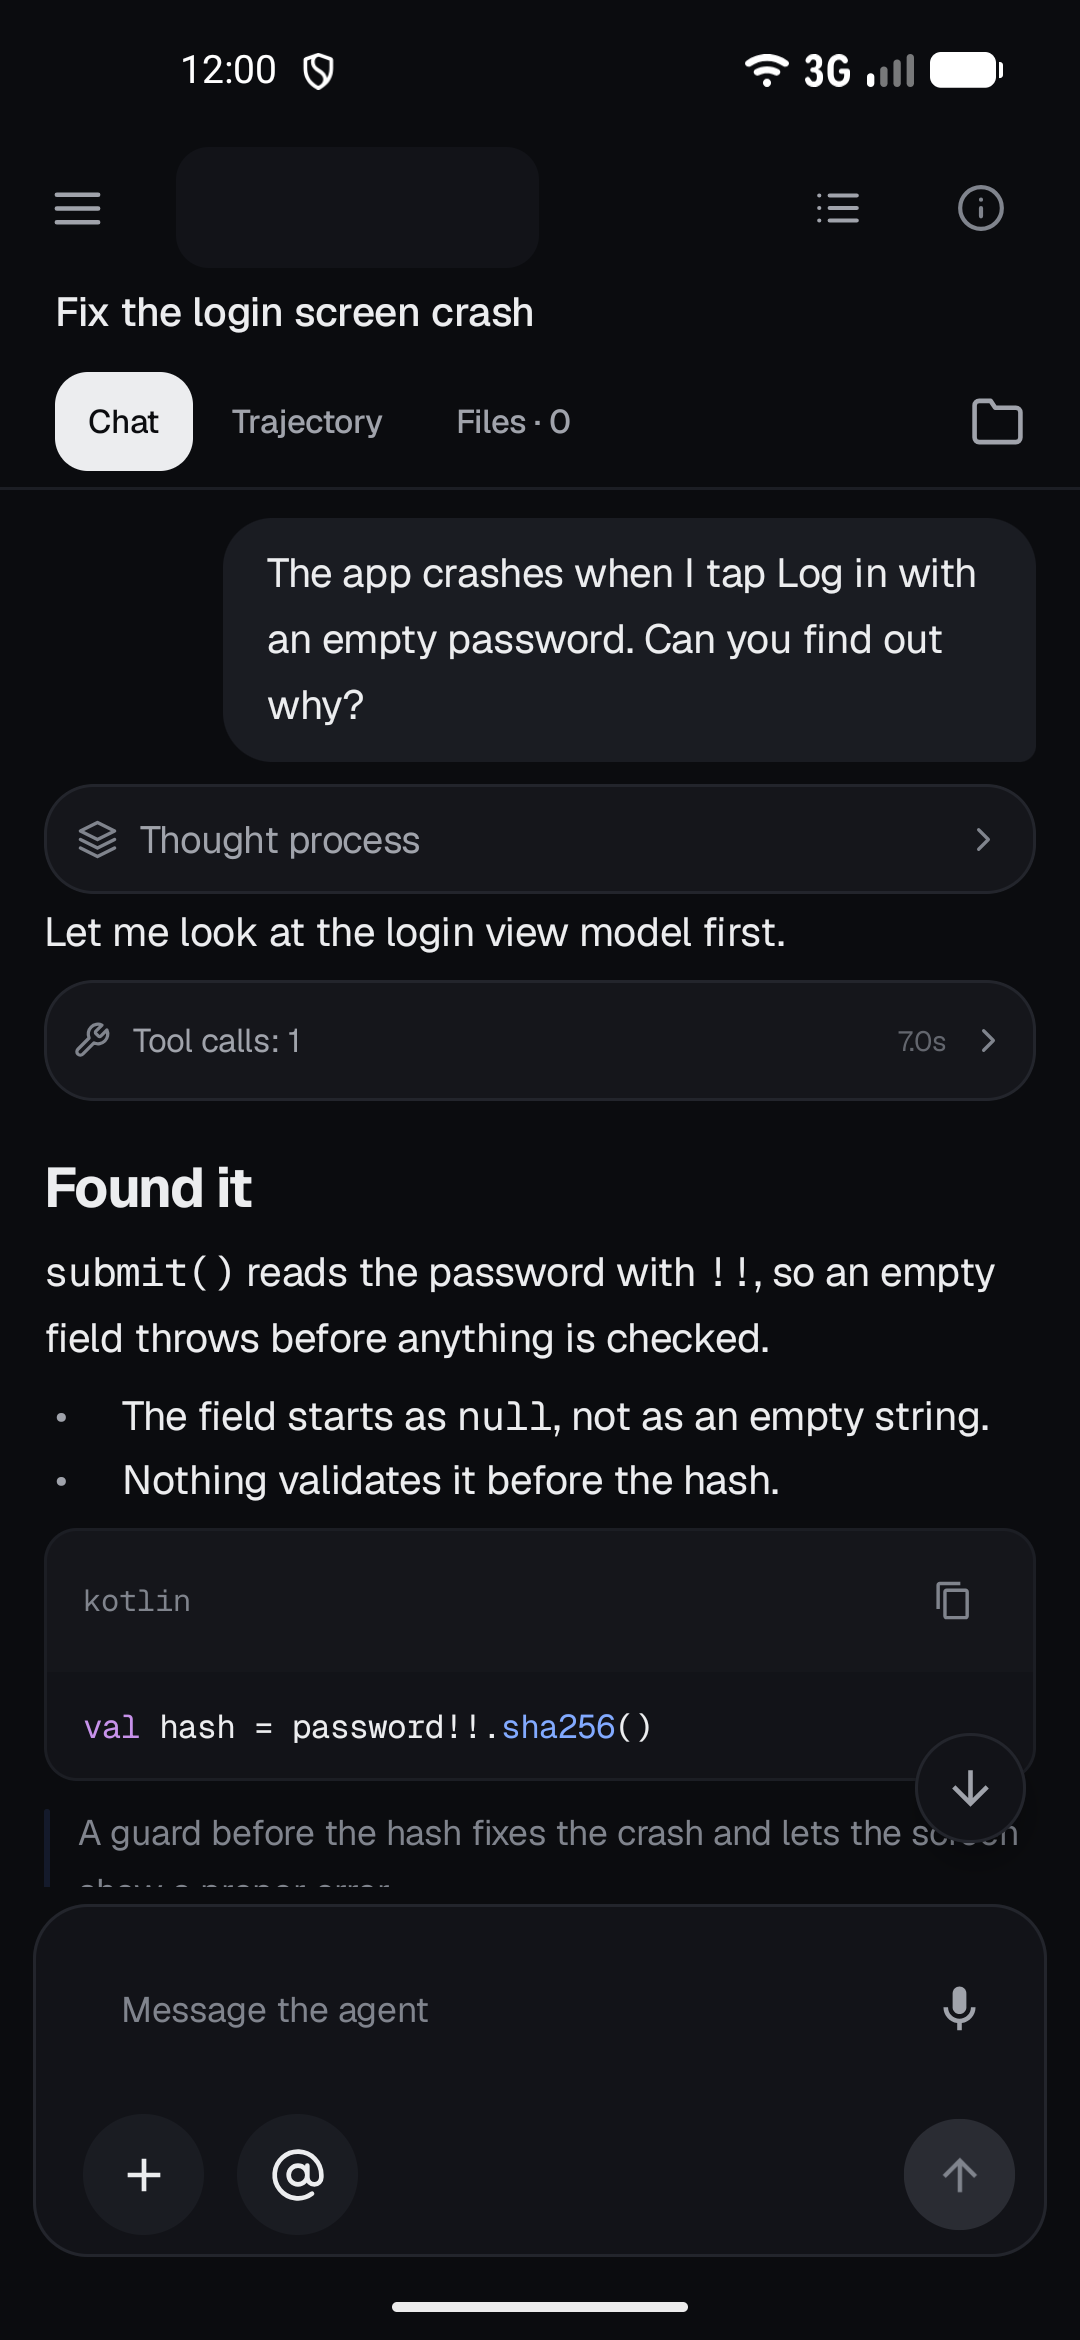 12:00
3G
Fix the login screen crash
Chat
Trajectory
Files · 0
The app crashes when I tap Log in with
an empty password. Can you find out
why?
Thought process
Let me look at the login view model first.
Tool calls: 1
7.0s
Found it
submit() reads the password with !!, so an empty
field throws before anything is checked.
• The field starts as null, not as an empty string.
• Nothing validates it before the hash.
kotlin
val hash = password!!.sha256()
A guard before the hash fixes the crash and lets the screen
show a proper error
Message the agent